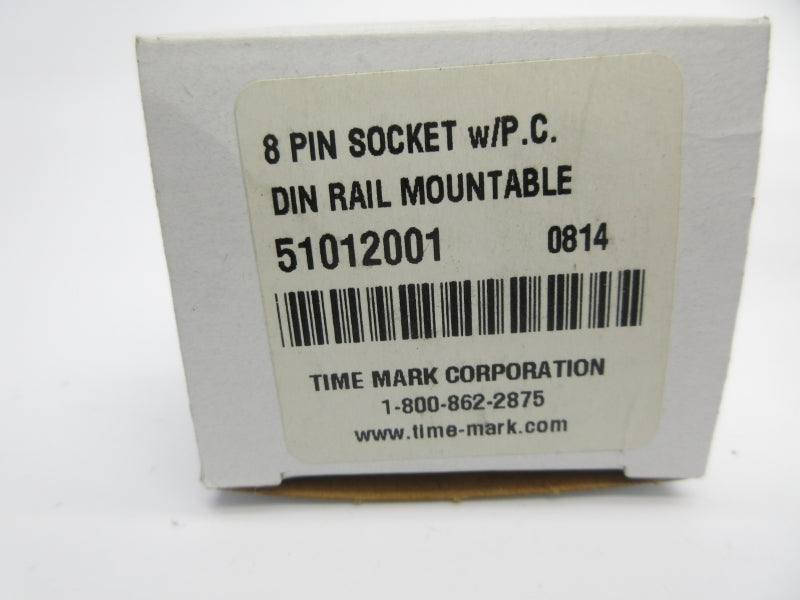 8 PIN SOCKET w/P.C.
DIN RAIL MOUNTABLE
51012001 0814
TIME MARK CORPORATION
1-800-862-2875
www.time-mark.com